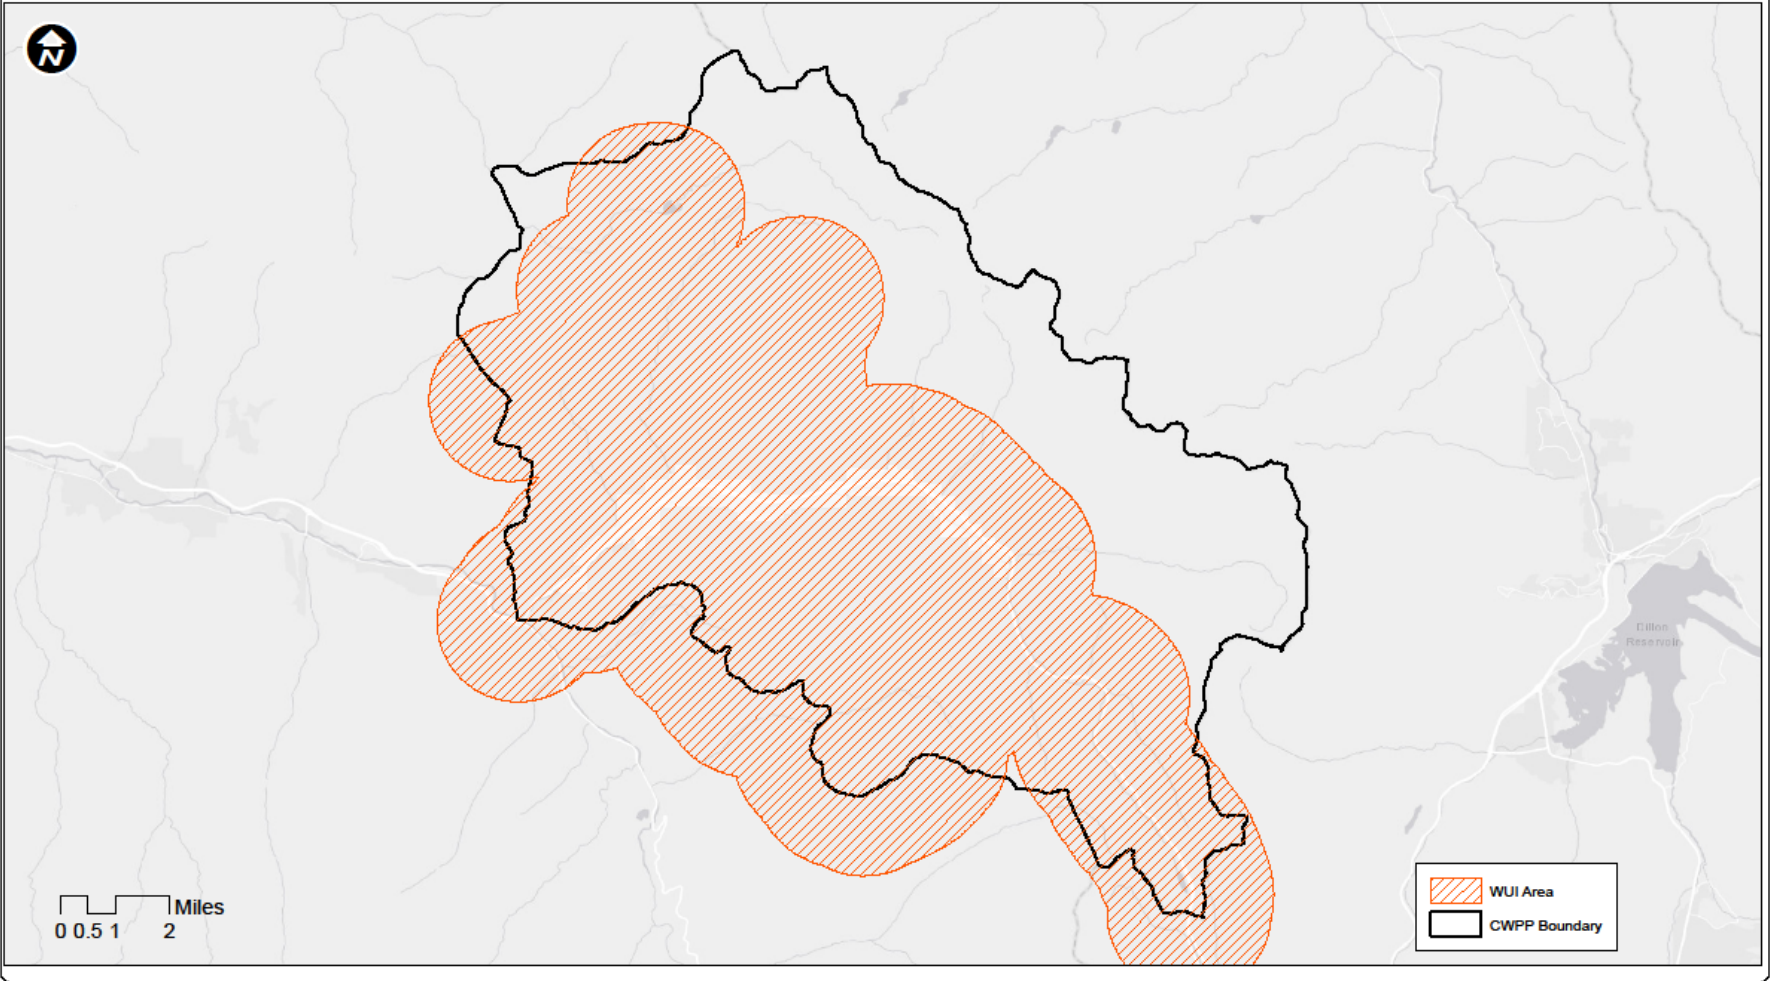 N
Dillon
Reservoir
Miles
0 0.5 1 2
WUI Area
CWPP Boundary